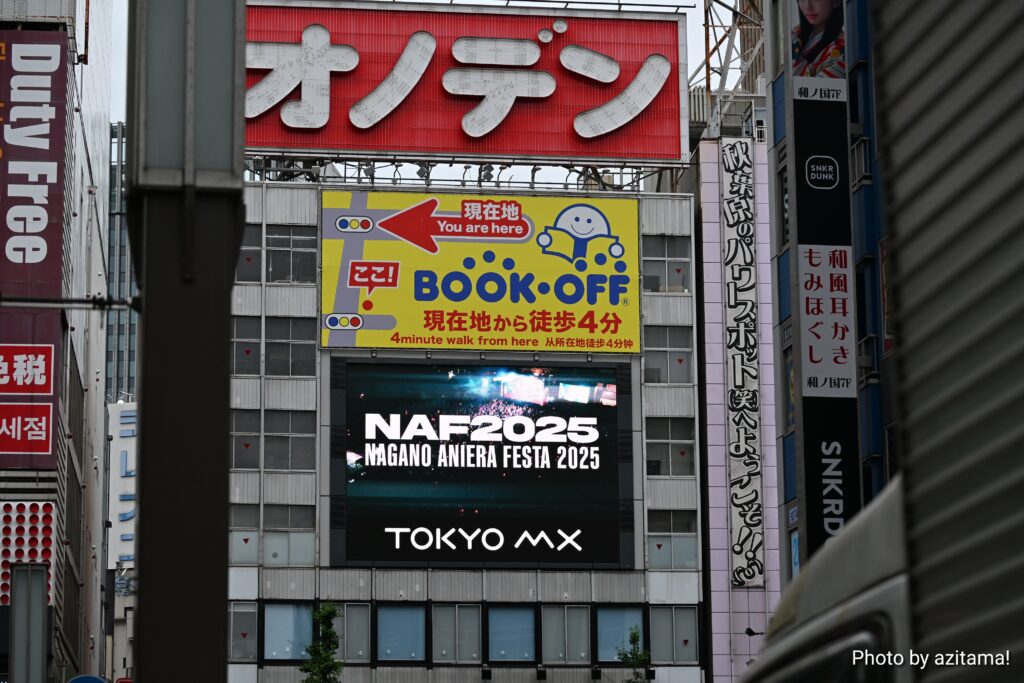 オノデン
Duty Free
免税
세점
現在地
You are here
ここ!
BOOK・OFF
現在地から徒歩4分
4minute walk from here 从所在地徒步4分钟
NAF2025
NAGANO ANIERA FESTA 2025
TOKYO MX
秋葉原のパワースポット(笑)へようこそ!!!
和ノ国7F
SNKR
DUNK
和風耳かき
もみほぐし
和ノ国7F
SNKRD
Photo by azitama!